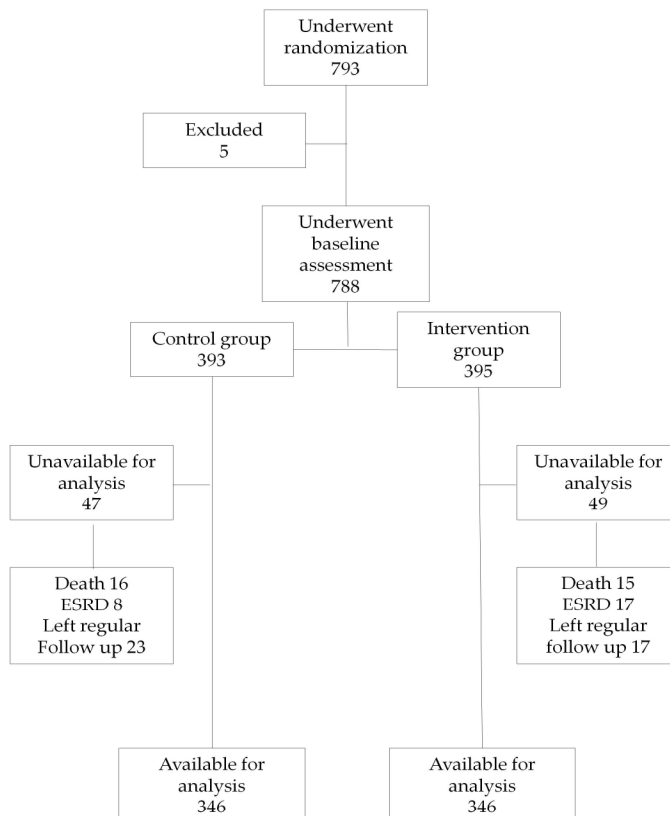 Underwent
randomization
793
Excluded
5
Underwent
baseline
assessment
788
Control group
393
Intervention
group
395
Unavailable for
analysis
47
Unavailable for
analysis
49
Death 16
ESRD 8
Left regular
Follow up 23
Death 15
ESRD 17
Left regular
follow up 17
Available for
analysis
346
Available for
analysis
346